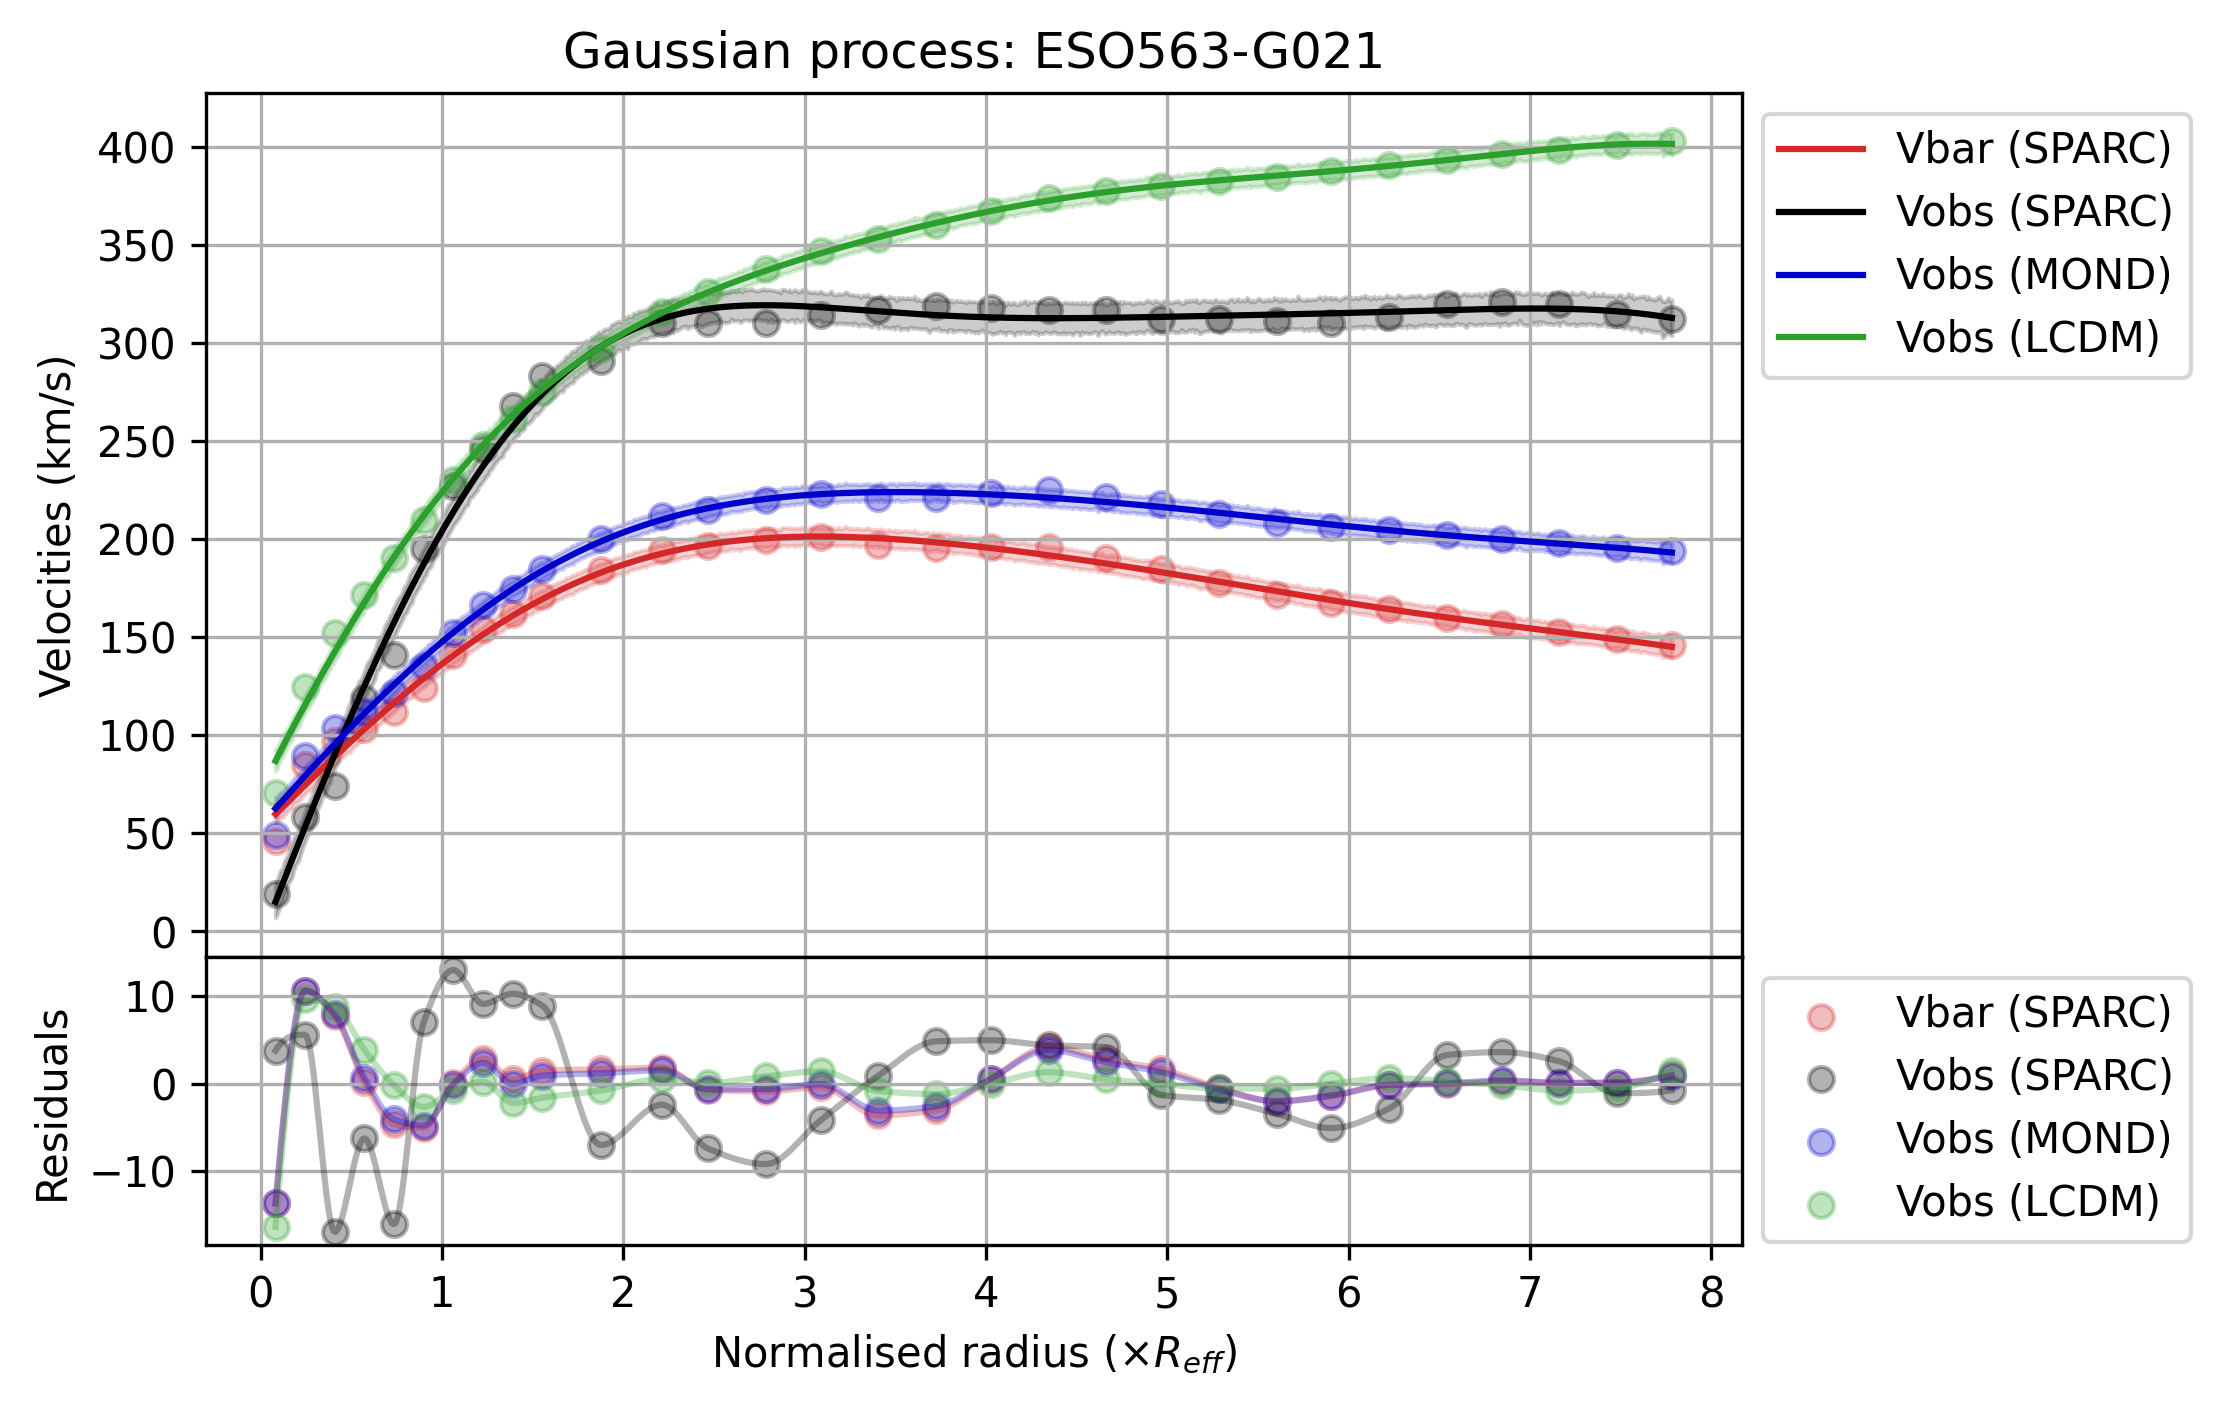 Gaussian process: ESO563-G021
Velocities (km/s)
400
350
300
250
200
150
100
50
0
Vbar (SPARC)
Vobs (SPARC)
Vobs (MOND)
Vobs (LCDM)
Residuals
10
0
−10
Vbar (SPARC)
Vobs (SPARC)
Vobs (MOND)
Vobs (LCDM)
0 1 2 3 4 5 6 7 8
Normalised radius (×R_eff)